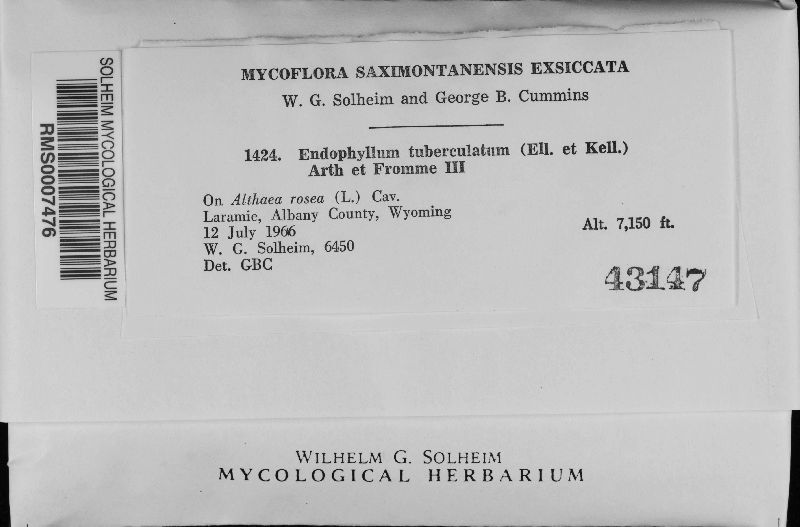 MYCOFLORA SAXIMONTANENSIS EXSICCATA
W. G. Solheim and George B. Cummins
1424. Endophyllum tuberculatum (Ell. et Kell.)
Arth et Fromme III
On Althaea rosea (L.) Cav.
Laramie, Albany County, Wyoming
12 July 1966
Alt. 7,150 ft.
W. G. Solheim, 6450
Det. GBC
43147
SOLHEIM MYCOLOGICAL HERBARIUM
RMS0007476
WILHELM G. SOLHEIM
MYCOLOGICAL HERBARIUM